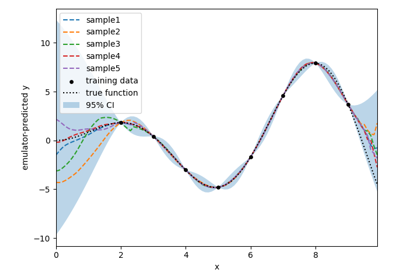 sample1
sample2
sample3
sample4
sample5
training data
true function
95% CI
emulator-predicted y
10
5
0
−5
−10
0
2
4
6
8
x